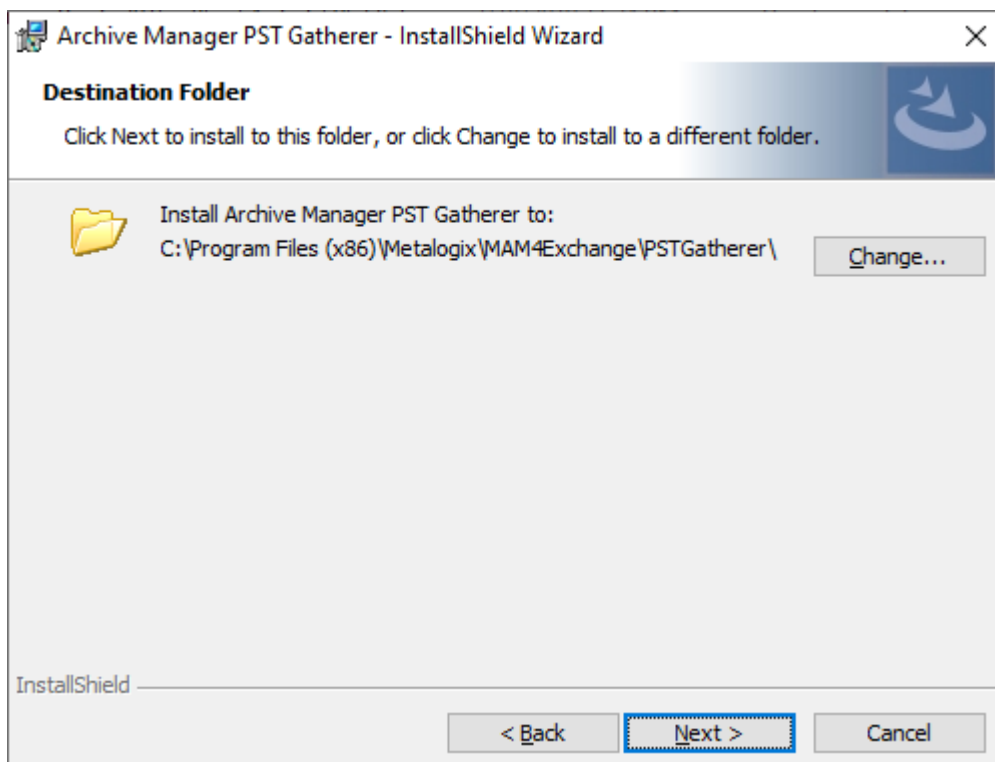 Archive Manager PST Gatherer - InstallShield Wizard
Destination Folder
Click Next to install to this folder, or click Change to install to a different folder.
Install Archive Manager PST Gatherer to:
C:\Program Files (x86)\Metalogix\MAM4Exchange\PSTGatherer\
Change...
InstallShield
< Back
Next >
Cancel